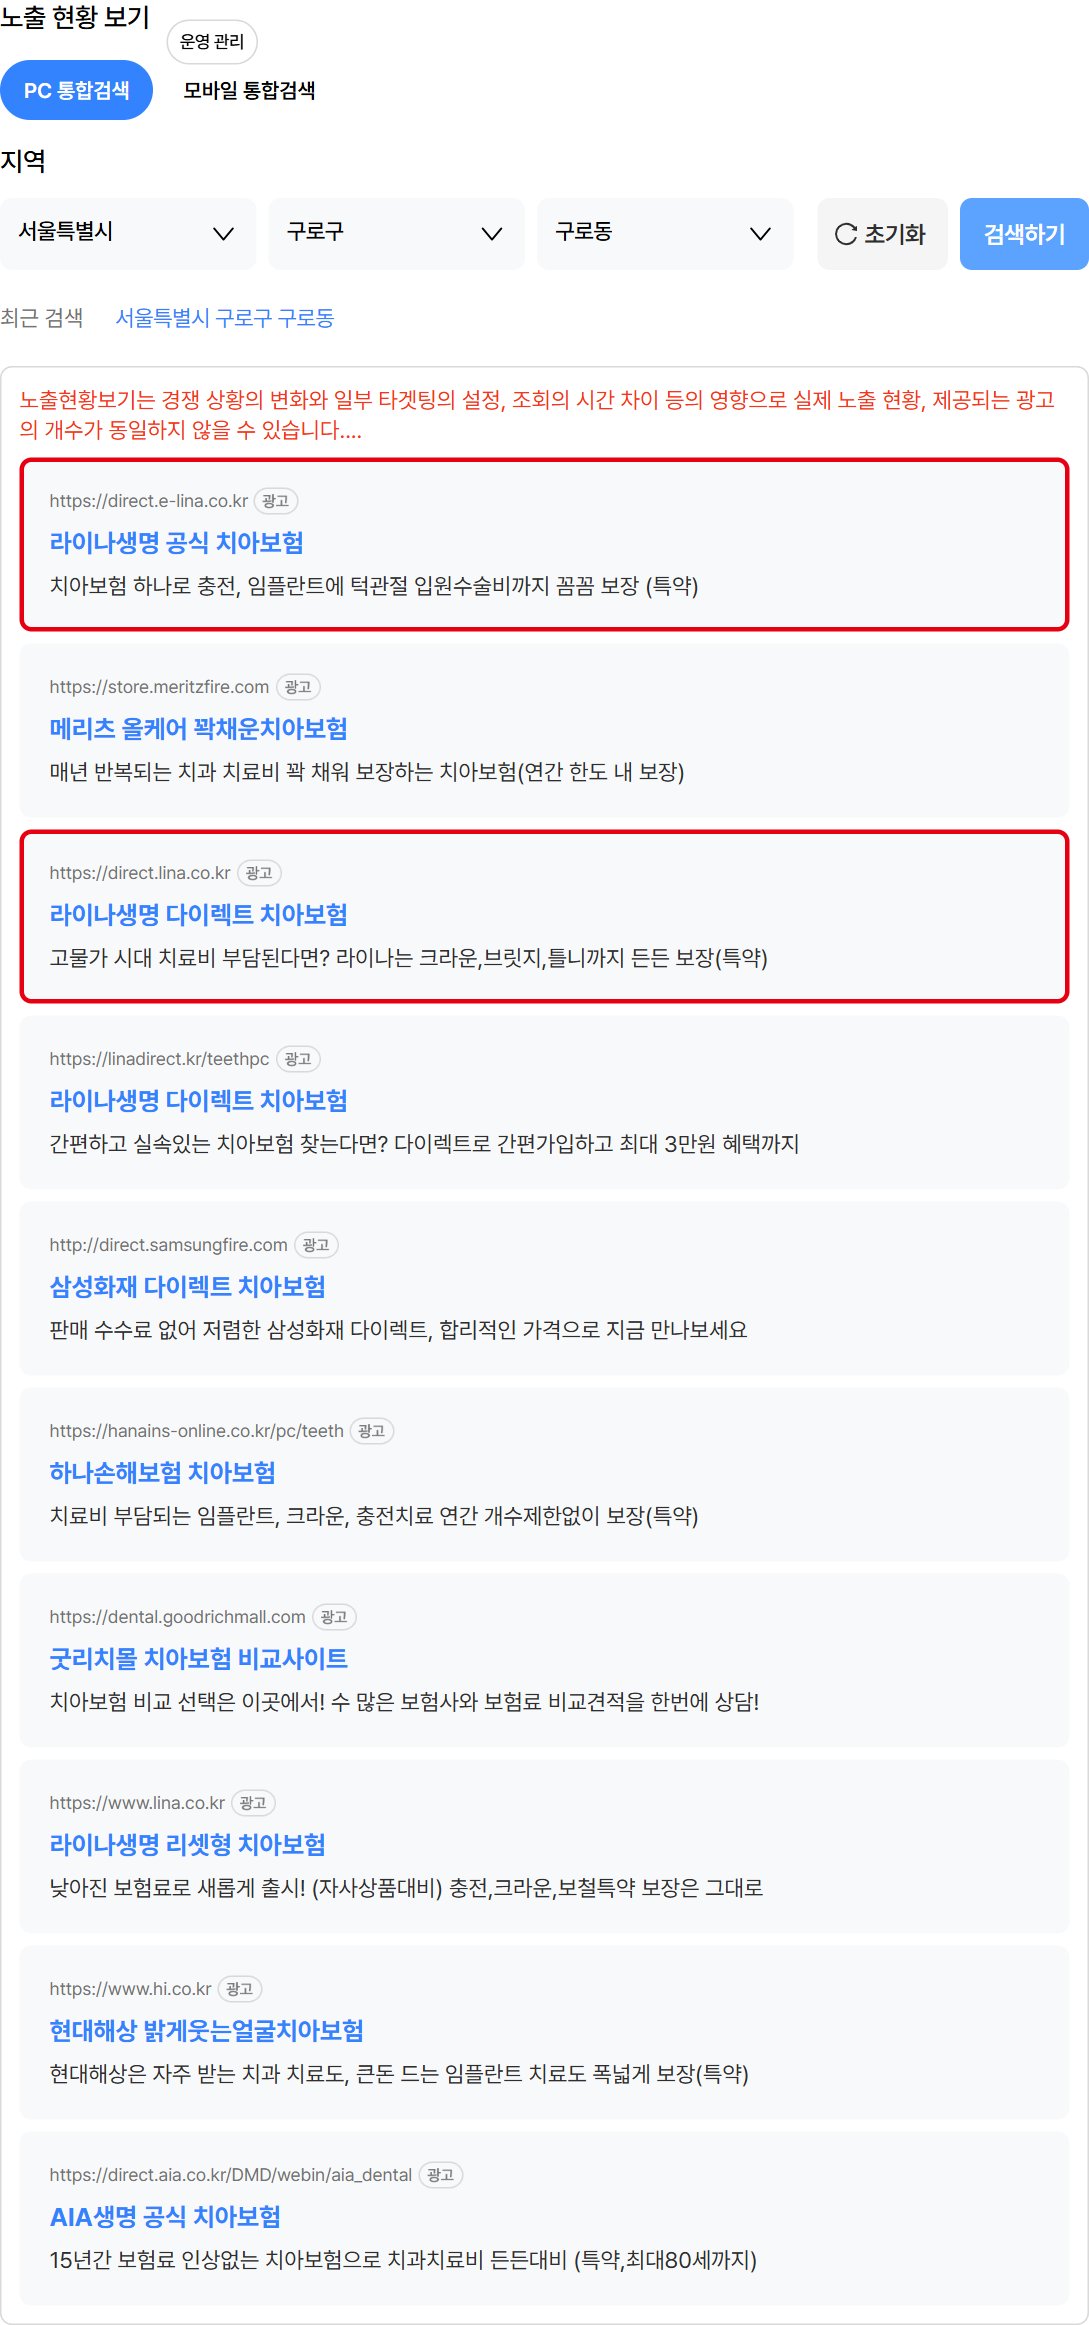 노출 현황 보기
운영 관리
PC 통합검색
모바일 통합검색
지역
서울특별시
구로구
구로동
초기화
검색하기
최근 검색
서울특별시 구로구 구로동
노출현황보기는 경쟁 상황의 변화와 일부 타겟팅의 설정, 조회의 시간 차이 등의 영향으로 실제 노출 현황, 제공되는 광고
의 개수가 동일하지 않을 수 있습니다....
https://direct.e-lina.co.kr 광고
라이나생명 공식 치아보험
치아보험 하나로 충전, 임플란트에 턱관절 입원수술비까지 꼼꼼 보장 (특약)
https://store.meritzfire.com 광고
메리츠 올케어 꽉채운치아보험
매년 반복되는 치과 치료비 꽉 채워 보장하는 치아보험(연간 한도 내 보장)
https://direct.lina.co.kr 광고
라이나생명 다이렉트 치아보험
고물가 시대 치료비 부담된다면? 라이나는 크라운,브릿지,틀니까지 든든 보장(특약)
https://linadirect.kr/teethpc 광고
라이나생명 다이렉트 치아보험
간편하고 실속있는 치아보험 찾는다면? 다이렉트로 간편가입하고 최대 3만원 혜택까지
http://direct.samsungfire.com 광고
삼성화재 다이렉트 치아보험
판매 수수료 없어 저렴한 삼성화재 다이렉트, 합리적인 가격으로 지금 만나보세요
https://hanains-online.co.kr/pc/teeth 광고
하나손해보험 치아보험
치료비 부담되는 임플란트, 크라운, 충전치료 연간 개수제한없이 보장(특약)
https://dental.goodrichmall.com 광고
굿리치몰 치아보험 비교사이트
치아보험 비교 선택은 이곳에서! 수 많은 보험사와 보험료 비교견적을 한번에 상담!
https://www.lina.co.kr 광고
라이나생명 리셋형 치아보험
낮아진 보험료로 새롭게 출시! (자사상품대비) 충전,크라운,보철특약 보장은 그대로
https://www.hi.co.kr 광고
현대해상 밝게웃는얼굴치아보험
현대해상은 자주 받는 치과 치료도, 큰돈 드는 임플란트 치료도 폭넓게 보장(특약)
https://direct.aia.co.kr/DMD/webin/aia_dental 광고
AIA생명 공식 치아보험
15년간 보험료 인상없는 치아보험으로 치과치료비 든든대비 (특약,최대80세까지)